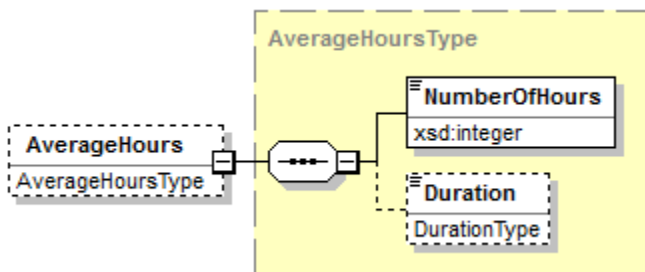 AverageHoursType
NumberOfHours
xsd:integer
AverageHours
AverageHoursType
Duration
DurationType